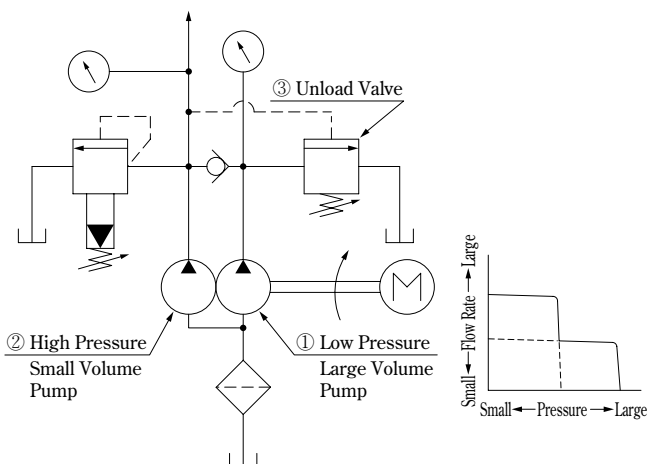 ③ Unload Valve
② High Pressure
Small Volume
Pump
① Low Pressure
Large Volume
Pump
M
Small←Flow Rate→Large
Small←Pressure→Large